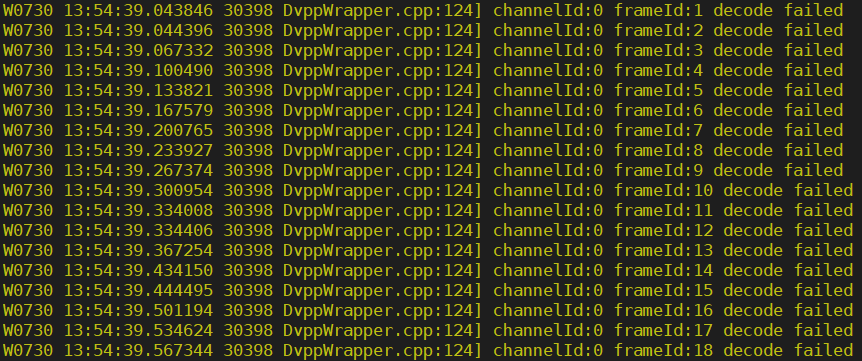 W0730 13:54:39.043846 30398 DvppWrapper.cpp:124] channelId:0 frameId:1 decode failed
W0730 13:54:39.044396 30398 DvppWrapper.cpp:124] channelId:0 frameId:2 decode failed
W0730 13:54:39.067332 30398 DvppWrapper.cpp:124] channelId:0 frameId:3 decode failed
W0730 13:54:39.100490 30398 DvppWrapper.cpp:124] channelId:0 frameId:4 decode failed
W0730 13:54:39.133821 30398 DvppWrapper.cpp:124] channelId:0 frameId:5 decode failed
W0730 13:54:39.167579 30398 DvppWrapper.cpp:124] channelId:0 frameId:6 decode failed
W0730 13:54:39.200765 30398 DvppWrapper.cpp:124] channelId:0 frameId:7 decode failed
W0730 13:54:39.233927 30398 DvppWrapper.cpp:124] channelId:0 frameId:8 decode failed
W0730 13:54:39.267374 30398 DvppWrapper.cpp:124] channelId:0 frameId:9 decode failed
W0730 13:54:39.300954 30398 DvppWrapper.cpp:124] channelId:0 frameId:10 decode failed
W0730 13:54:39.334008 30398 DvppWrapper.cpp:124] channelId:0 frameId:11 decode failed
W0730 13:54:39.334406 30398 DvppWrapper.cpp:124] channelId:0 frameId:12 decode failed
W0730 13:54:39.367254 30398 DvppWrapper.cpp:124] channelId:0 frameId:13 decode failed
W0730 13:54:39.434150 30398 DvppWrapper.cpp:124] channelId:0 frameId:14 decode failed
W0730 13:54:39.444495 30398 DvppWrapper.cpp:124] channelId:0 frameId:15 decode failed
W0730 13:54:39.501194 30398 DvppWrapper.cpp:124] channelId:0 frameId:16 decode failed
W0730 13:54:39.534624 30398 DvppWrapper.cpp:124] channelId:0 frameId:17 decode failed
W0730 13:54:39.567344 30398 DvppWrapper.cpp:124] channelId:0 frameId:18 decode failed